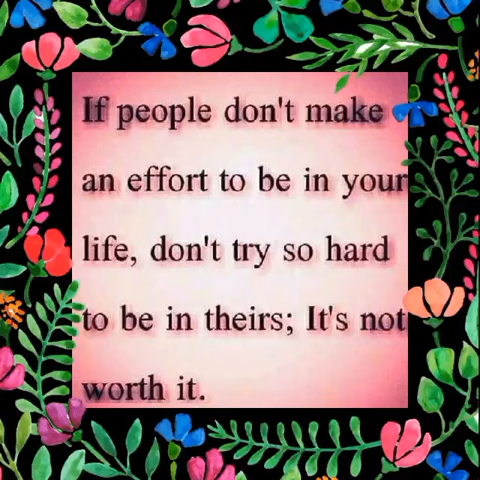 If people don't make
an effort to be in your
life, don't try so hard
to be in theirs; It's not
worth it.